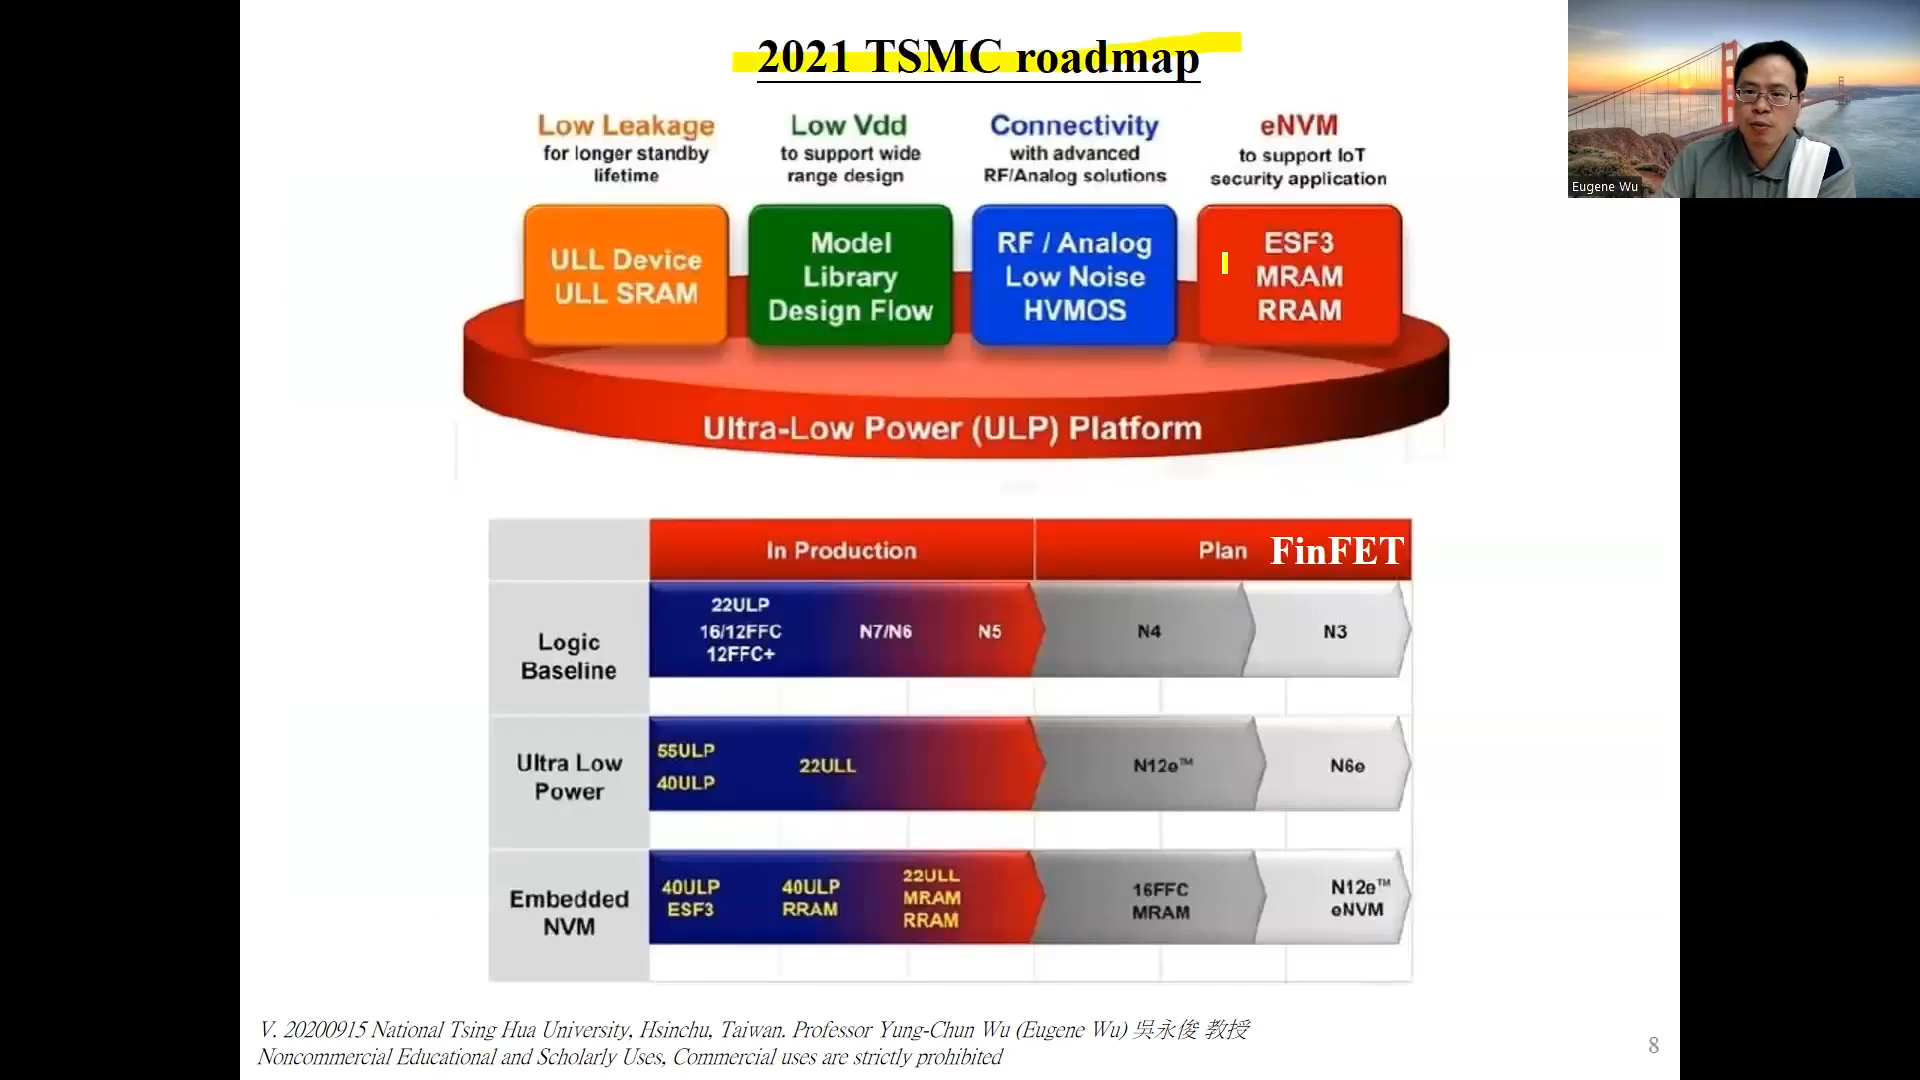 2021 TSMC roadmap
Low Leakage
for longer standby
lifetime
Low Vdd
to support wide
range design
Connectivity
with advanced
RF/Analog solutions
eNVM
to support IoT
security application
Eugene Wu
ULL Device
ULL SRAM
Model
Library
Design Flow
RF / Analog
Low Noise
HVMOS
ESF3
MRAM
RRAM
Ultra-Low Power (ULP) Platform
In Production
Plan FinFET
Logic
Baseline
22ULP
16/12FFC
12FFC+
N7/N6
N5
N4
N3
Ultra Low
Power
55ULP
40ULP
22ULL
N12e™
N6e
Embedded
NVM
40ULP
ESF3
40ULP
RRAM
22ULL
MRAM
RRAM
16FFC
MRAM
N12e™
eNVM
V. 20200915 National Tsing Hua University, Hsinchu, Taiwan. Professor Yung-Chun Wu (Eugene Wu) 吳永俊 教授
Noncommercial Educational and Scholarly Uses, Commercial uses are strictly prohibited
8